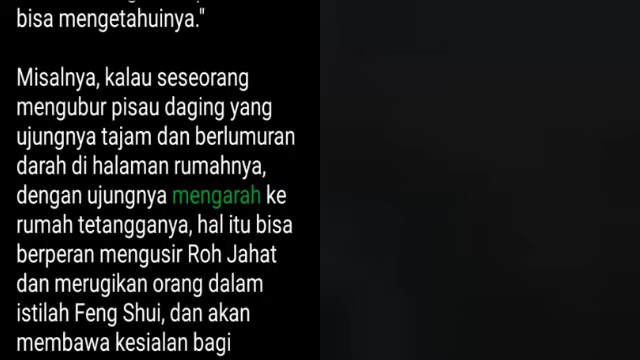 bisa mengetahuinya."
Misalnya, kalau seseorang
mengubur pisau daging yang
ujungnya tajam dan berlumuran
darah di halaman rumahnya,
dengan ujungnya mengarah ke
rumah tetangganya, hal itu bisa
berperan mengusir Roh Jahat
dan merugikan orang dalam
istilah Feng Shui, dan akan
membawa kesialan bagi